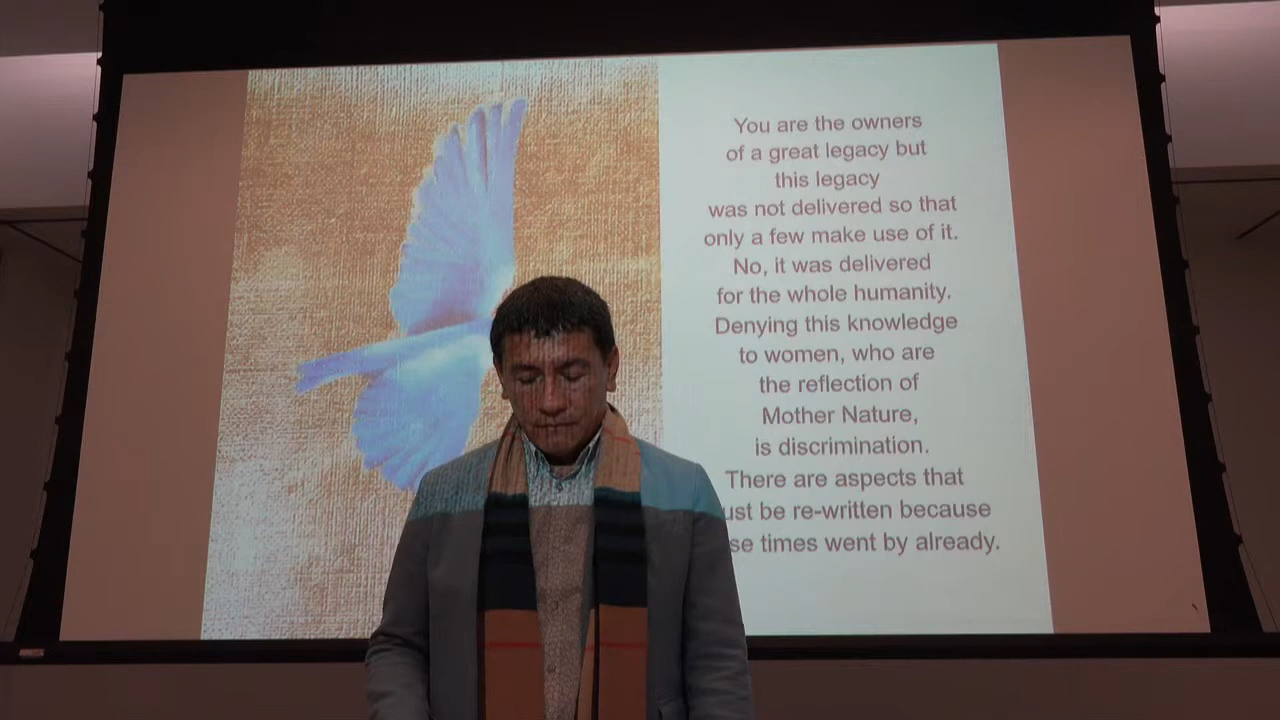 You are the owners
of a great legacy but
this legacy
was not delivered so that
only a few make use of it.
No, it was delivered
for the whole humanity.
Denying this knowledge
to women, who are
the reflection of
Mother Nature,
is discrimination.
There are aspects that
be re-written because
times went by already.